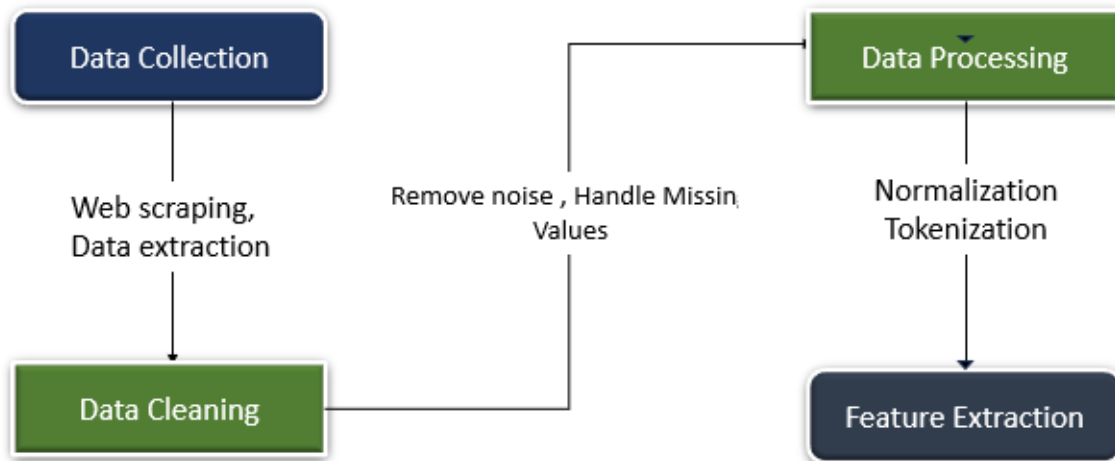 Data Collection
Web scraping,
Data extraction
Data Cleaning
Remove noise , Handle Missin
Values
Data Processing
Normalization
Tokenization
Feature Extraction